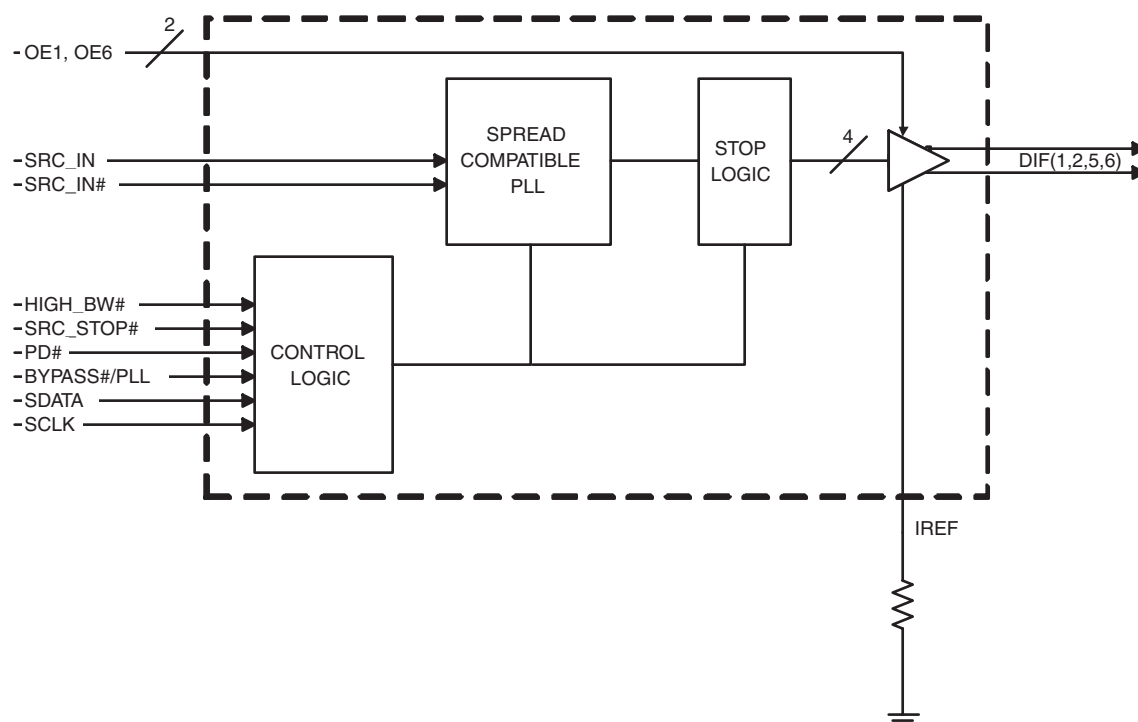 2
OE1, OE6
SPREAD
COMPATIBLE
PLL
STOP
LOGIC
4
SRC_IN
SRC_IN#
DIF(1,2,5,6)
HIGH_BW#
SRC_STOP#
PD#
BYPASS#/PLL
SDATA
SCLK
CONTROL
LOGIC
IREF